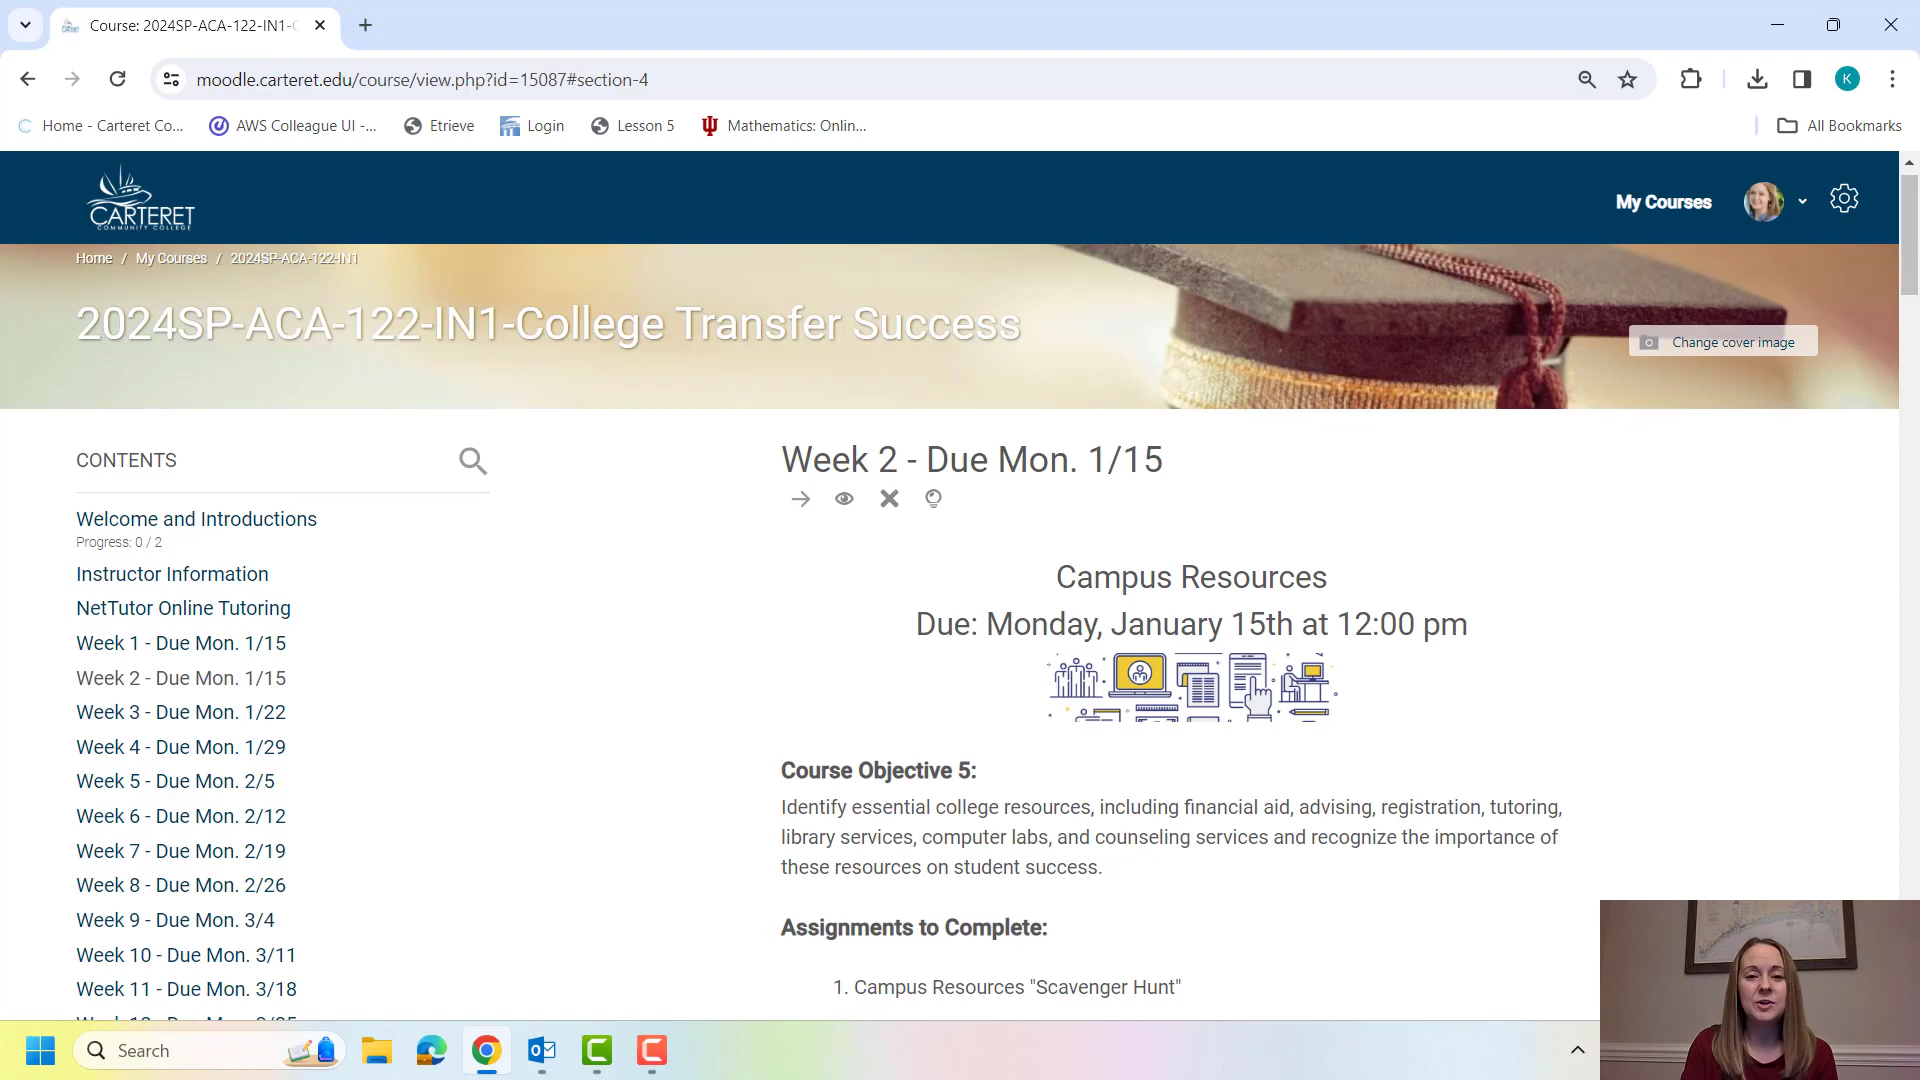 Course: 2024SP-ACA-122-IN1-
moodle.carteret.edu/course/view.php?id=15087#section-4
K
Home - Carteret Co...
AWS Colleague UI -...
Etrieve
Login
Lesson 5
Mathematics: Onlin...
All Bookmarks
CARTERET
COMMUNITY COLLEGE
My Courses
Home / My Courses / 2024SP-ACA-122-IN1
2024SP-ACA-122-IN1-College Transfer Success
Change cover image
CONTENTS
Welcome and Introductions
Progress: 0 / 2
Instructor Information
NetTutor Online Tutoring
Week 1 - Due Mon. 1/15
Week 2 - Due Mon. 1/15
Week 3 - Due Mon. 1/22
Week 4 - Due Mon. 1/29
Week 5 - Due Mon. 2/5
Week 6 - Due Mon. 2/12
Week 7 - Due Mon. 2/19
Week 8 - Due Mon. 2/26
Week 9 - Due Mon. 3/4
Week 10 - Due Mon. 3/11
Week 11 - Due Mon. 3/18
Week 2 - Due Mon. 1/15
Campus Resources
Due: Monday, January 15th at 12:00 pm
Course Objective 5:
Identify essential college resources, including financial aid, advising, registration, tutoring,
library services, computer labs, and counseling services and recognize the importance of
these resources on student success.
Assignments to Complete:
1. Campus Resources "Scavenger Hunt"
Search